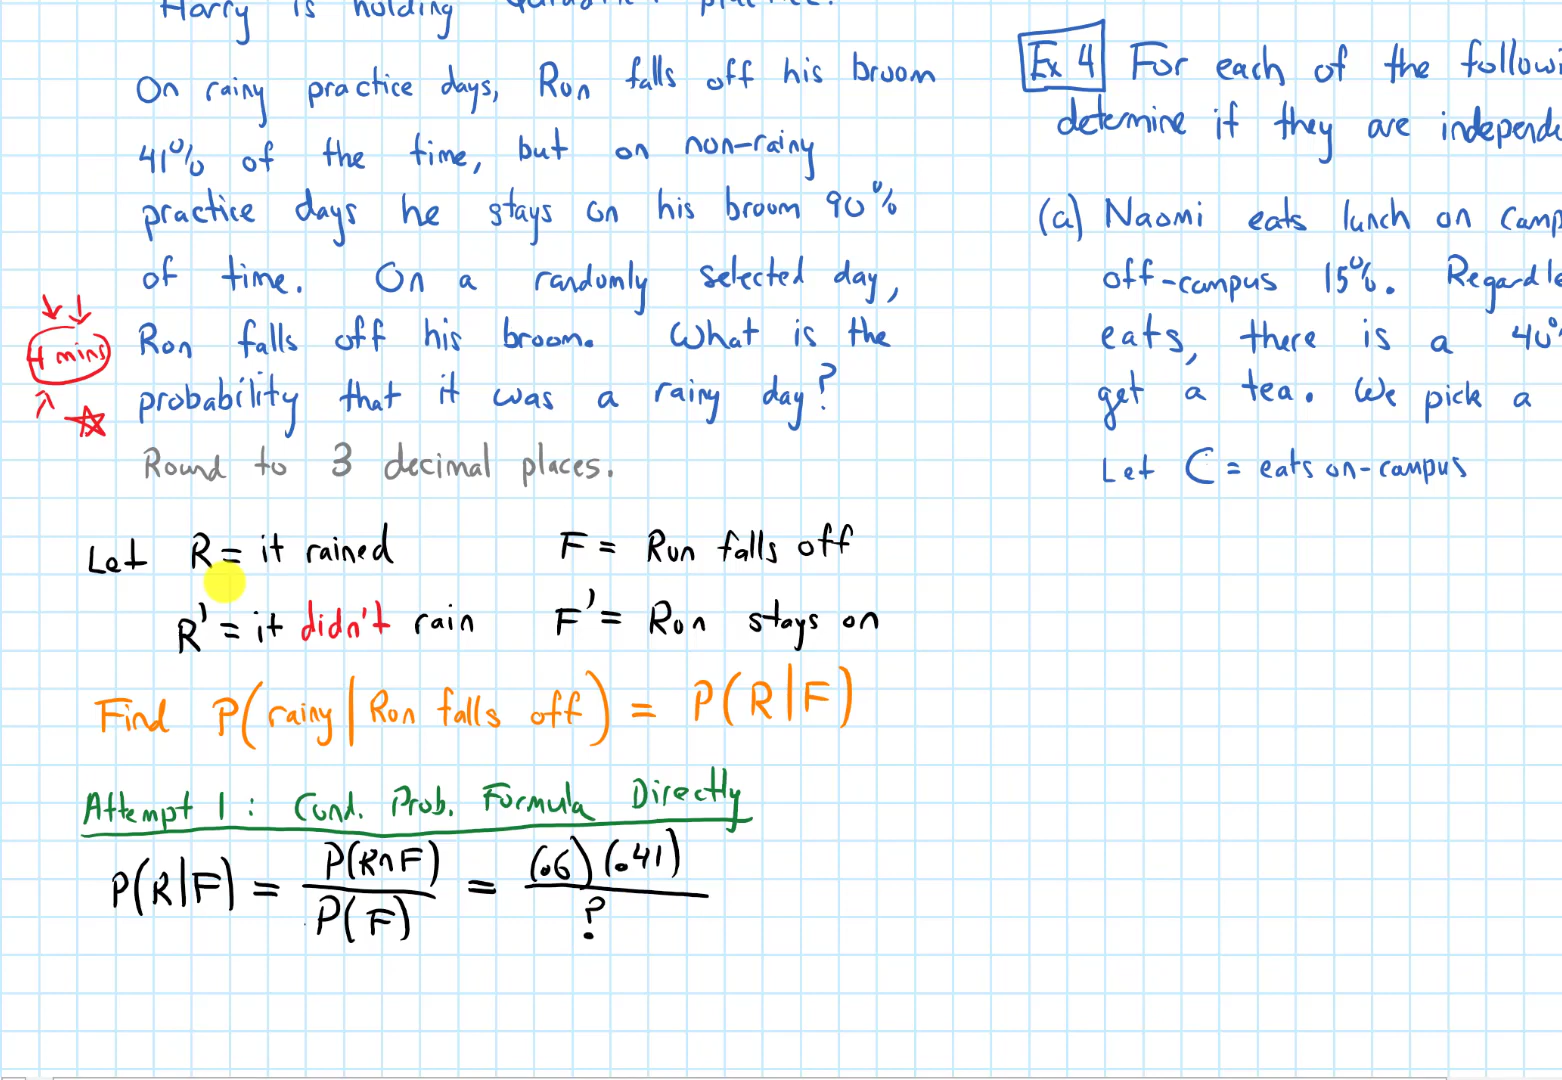 Harry is holding Quidditch practice.
On rainy practice days, Ron falls off his broom
41% of the time, but on non-rainy
practice days he stays on his broom 90%
of time. On a randomly selected day,
Ron falls off his broom. What is the
probability that it was a rainy day?
Round to 3 decimal places.
4 mins
Let R = it rained F = Ron falls off
R' = it didn't rain F' = Ron stays on
Find P(rainy | Ron falls off) = P(R|F)
Attempt 1: Cond. Prob. Formula Directly
P(R|F) = P(R∩F) / P(F) = (.6)(.41) / ?
Ex 4 For each of the
determine if they are
(a) Naomi eats lunch on
off-campus 15%.
eats, there is a
get a tea. We pick a
Let C = eats on-campus